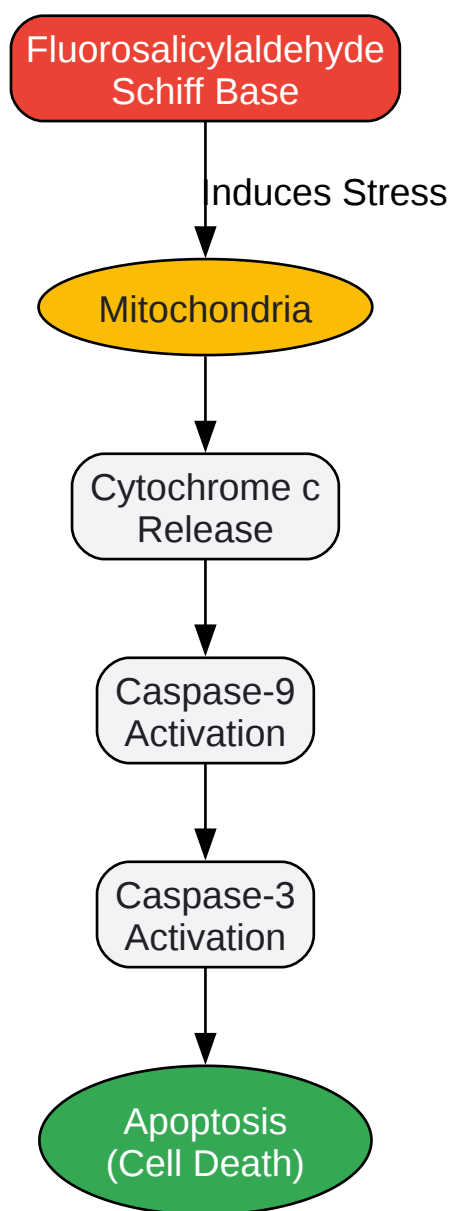 Fluorosalicylaldehyde
Schiff Base
Induces Stress
Mitochondria
Cytochrome c
Release
Caspase-9
Activation
Caspase-3
Activation
Apoptosis
(Cell Death)